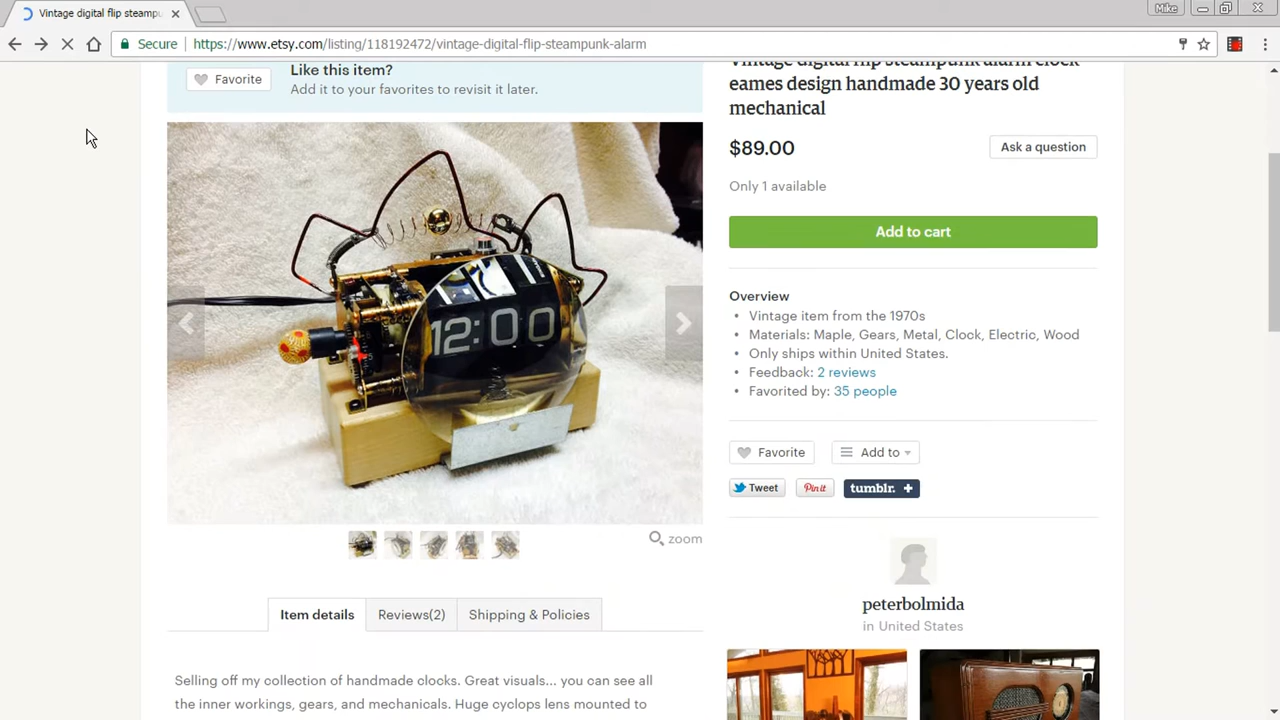 Vintage digital flip steampu
Mike
Secure
https://www.etsy.com/listing/118192472/vintage-digital-flip-steampunk-alarm
Favorite
Like this item?
Add it to your favorites to revisit it later.
Vintage digital flip steampunk alarm clock
eames design handmade 30 years old
mechanical
$89.00
Ask a question
Only 1 available
Add to cart
12:00
Overview
• Vintage item from the 1970s
• Materials: Maple, Gears, Metal, Clock, Electric, Wood
• Only ships within United States.
• Feedback: 2 reviews
• Favorited by: 35 people
Favorite
Add to
Tweet
Pin it
tumblr. +
zoom
peterbolmida
in United States
Item details
Reviews(2)
Shipping & Policies
Selling off my collection of handmade clocks. Great visuals... you can see all
the inner workings, gears, and mechanicals. Huge cyclops lens mounted to